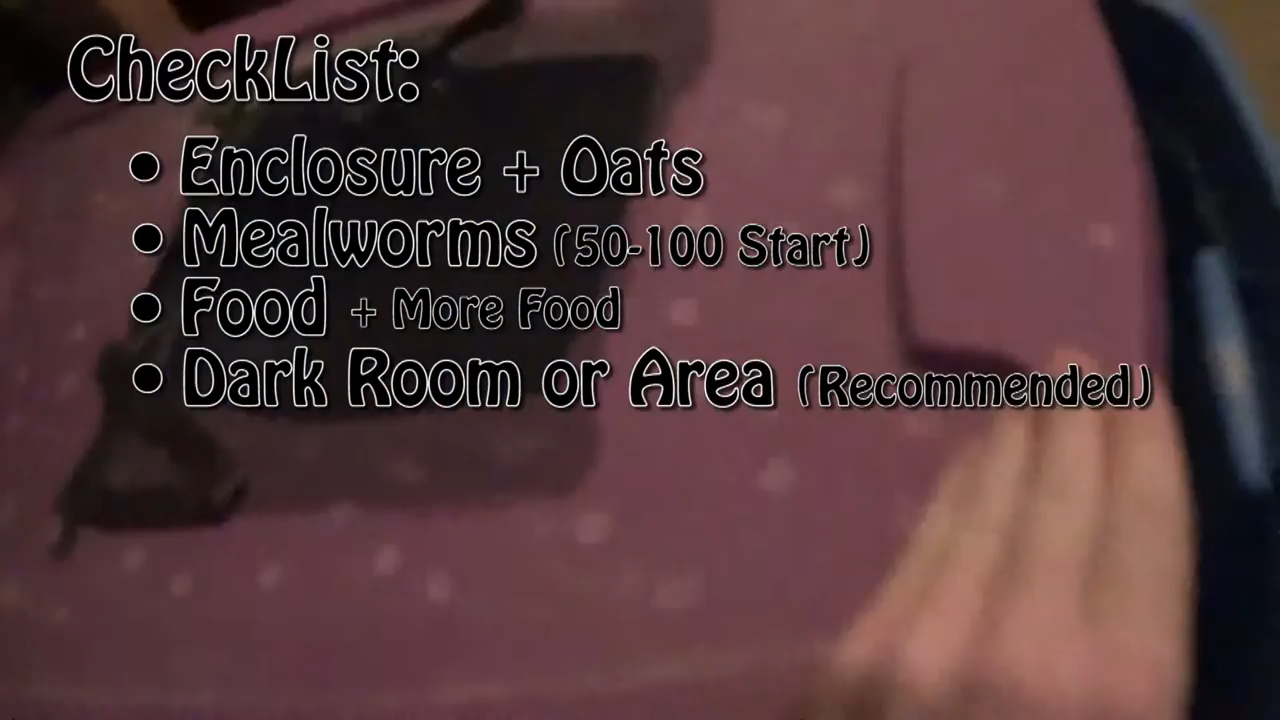 CheckList:
• Enclosure + Oats
• Mealworms (50-100 Start)
• Food + More Food
• Dark Room or Area (Recommended)